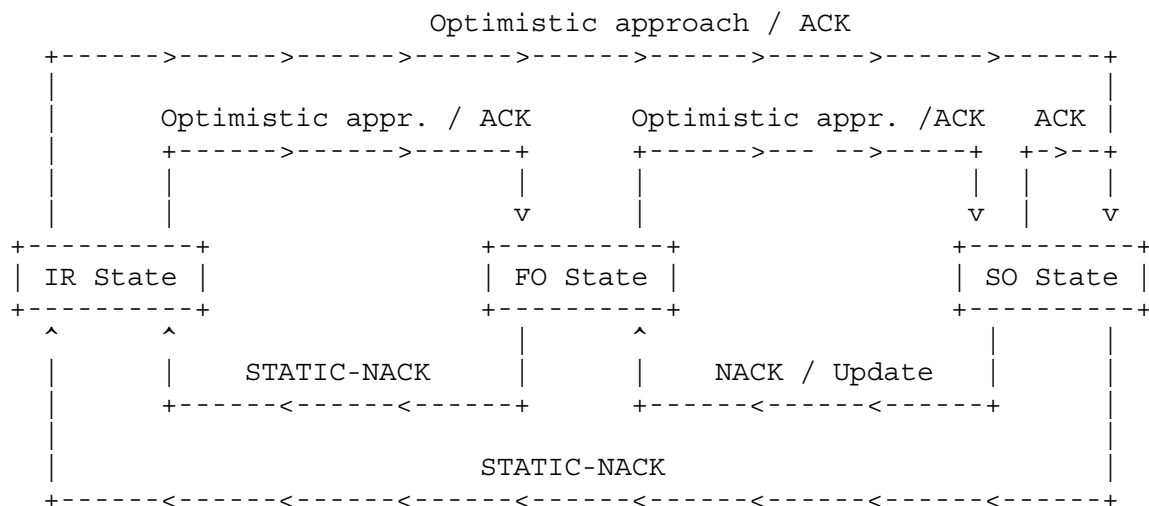 Optimistic approach / ACK
Optimistic appr. / ACK Optimistic appr. /ACK ACK
IR State FO State SO State
STATIC-NACK NACK / Update
STATIC-NACK